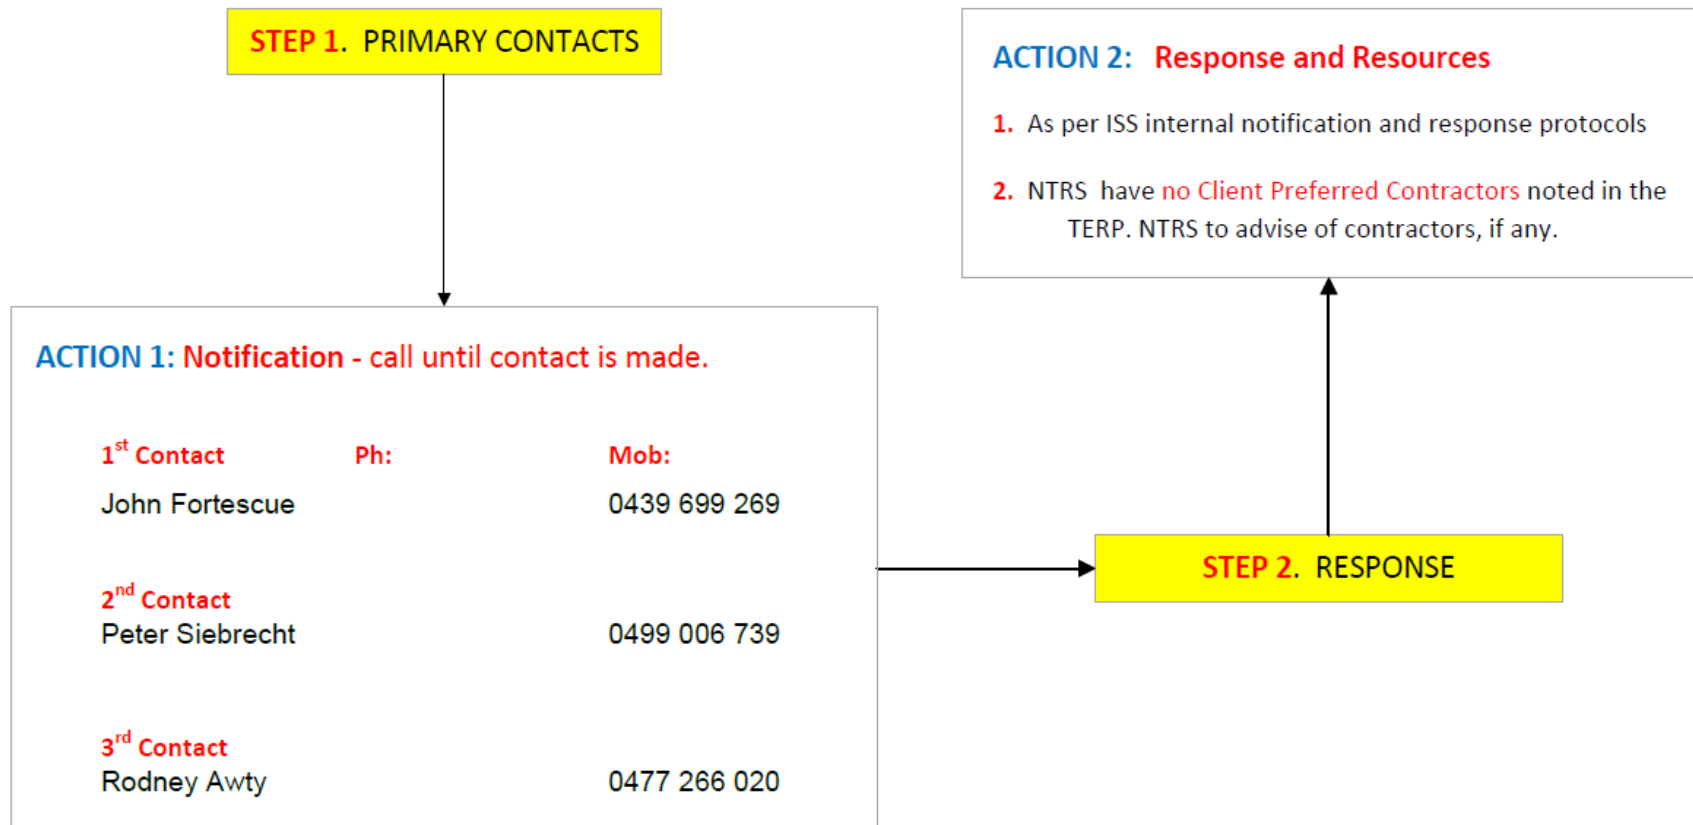 STEP 1. PRIMARY CONTACTS
ACTION 1: Notification - call until contact is made.
1st Contact Ph: Mob:
John Fortescue 0439 699 269
2nd Contact
Peter Siebrecht 0499 006 739
3rd Contact
Rodney Awty 0477 266 020
STEP 2. RESPONSE
ACTION 2: Response and Resources
1. As per ISS internal notification and response protocols
2. NTRS have no Client Preferred Contractors noted in the
TERP. NTRS to advise of contractors, if any.